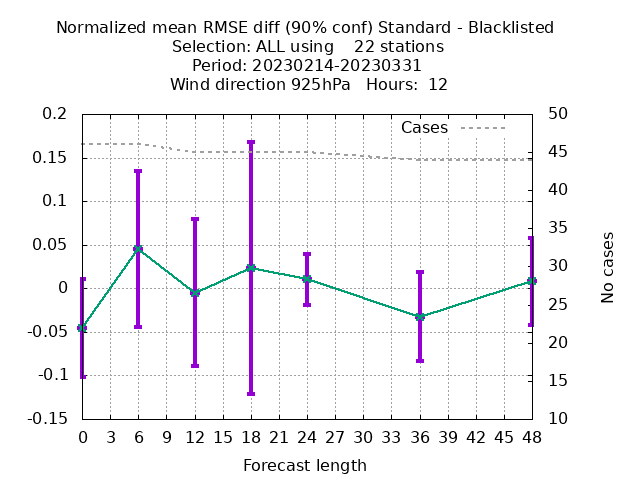 Normalized mean RMSE diff (90% conf) Standard - Blacklisted
Selection: ALL using    22 stations
Period: 20230214-20230331
Wind direction 925hPa   Hours:  12
Cases
0.2
0.15
0.1
0.05
0
-0.05
-0.1
-0.15
50
45
40
35
30
25
20
15
10
No cases
0 3 6 9 12 15 18 21 24 27 30 33 36 39 42 45 48
Forecast length